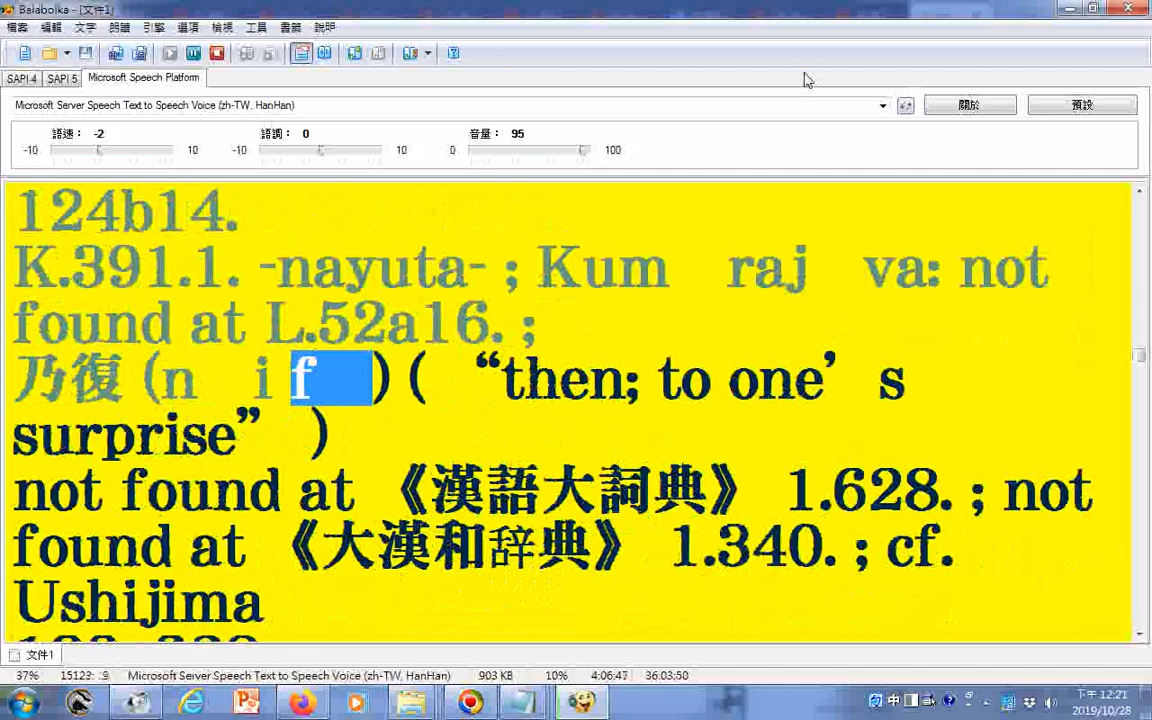 Balabolka - [文件1]
檔案 編輯 文字 朗讀 引擎 選項 檢視 工具 書籤 說明
SAPI 4 SAPI 5 Microsoft Speech Platform
Microsoft Server Speech Text to Speech Voice (zh-TW, HanHan) 關於 預設
語速： -2 語調： 0 音量： 95
-10 10 -10 10 0 100
124b14.
K.391.1. -nayuta- ; Kum raj va: not
found at L.52a16. ;
乃復 (n i f )( “then; to one’s
surprise” )
not found at 《漢語大詞典》 1.628. ; not
found at 《大漢和辞典》 1.340. ; cf.
Ushijima
文件1
37% Microsoft Server Speech Text to Speech Voice (zh-TW, HanHan) 903 KB 10% 4:06:47 36:03:50
中 下午 12:21
2019/10/28